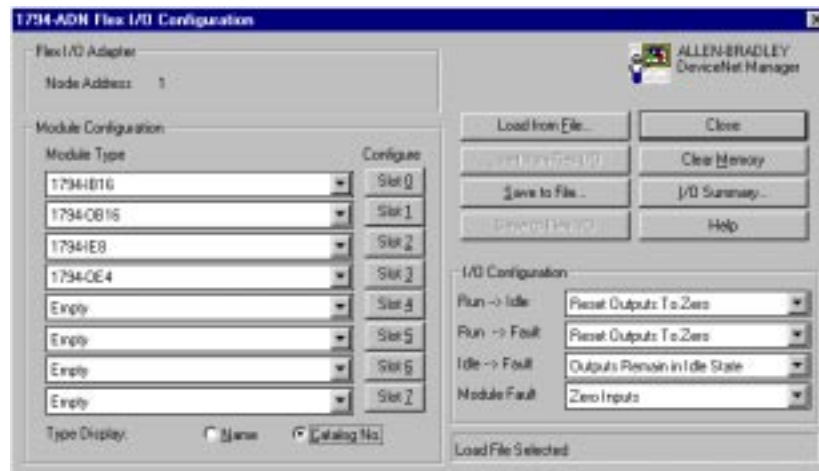 1794-ADN Flex I/O Configuration
Flex I/O Adapter
Node Address: 1
ALLEN-BRADLEY
DeviceNet Manager
Module Configuration
Module Type
Configure
1794-IB16
Slot 0
1794-OB16
Slot 1
1794-IE8
Slot 2
1794-OE4
Slot 3
Empty
Slot 4
Empty
Slot 5
Empty
Slot 6
Empty
Slot 7
Type Display:
Name
Catalog No.
Load from File...
Close
Clear Memory
Save to File...
I/O Summary...
Help
I/O Configuration
Run -> Idle
Reset Outputs To Zero
Run -> Fault
Reset Outputs To Zero
Idle -> Fault
Outputs Remain in Idle State
Module Fault
Zero Inputs
Load File Selected